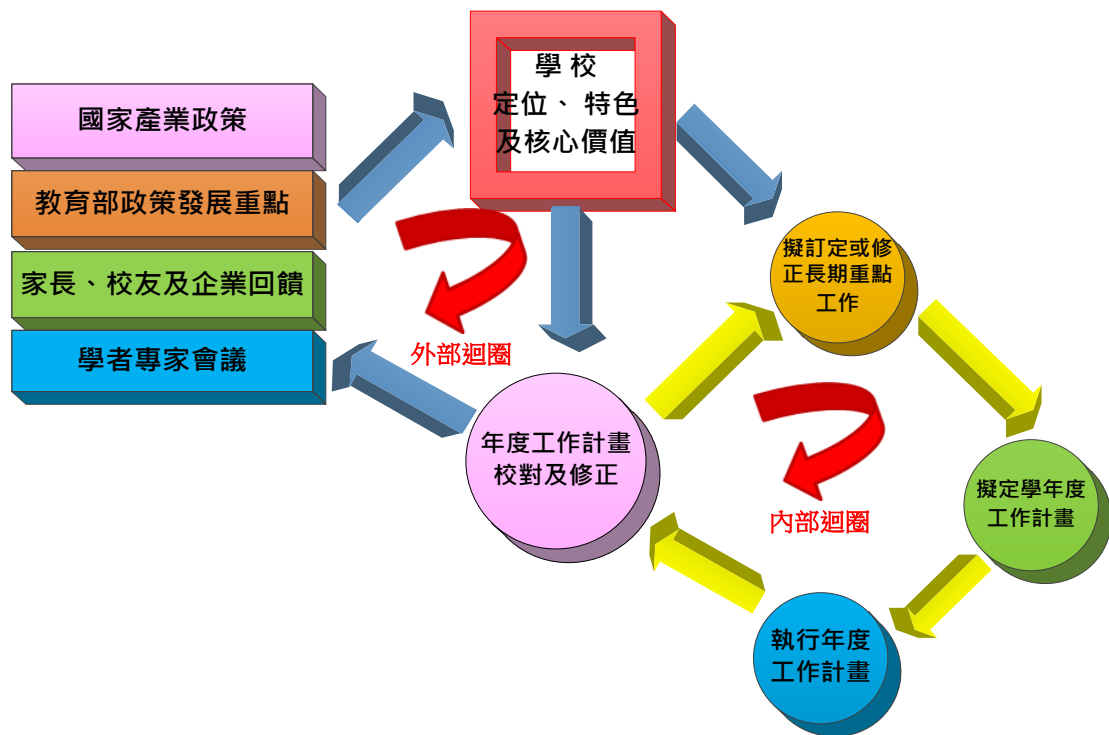 學校
定位、 特色
及核心價值
國家產業政策
教育部政策發展重點
家長、校友及企業回饋
學者專家會議
外部迴圈
擬訂定或修
正長期重點
工作
年度工作計畫
校對及修正
內部迴圈
擬定學年度
工作計畫
執行年度
工作計畫